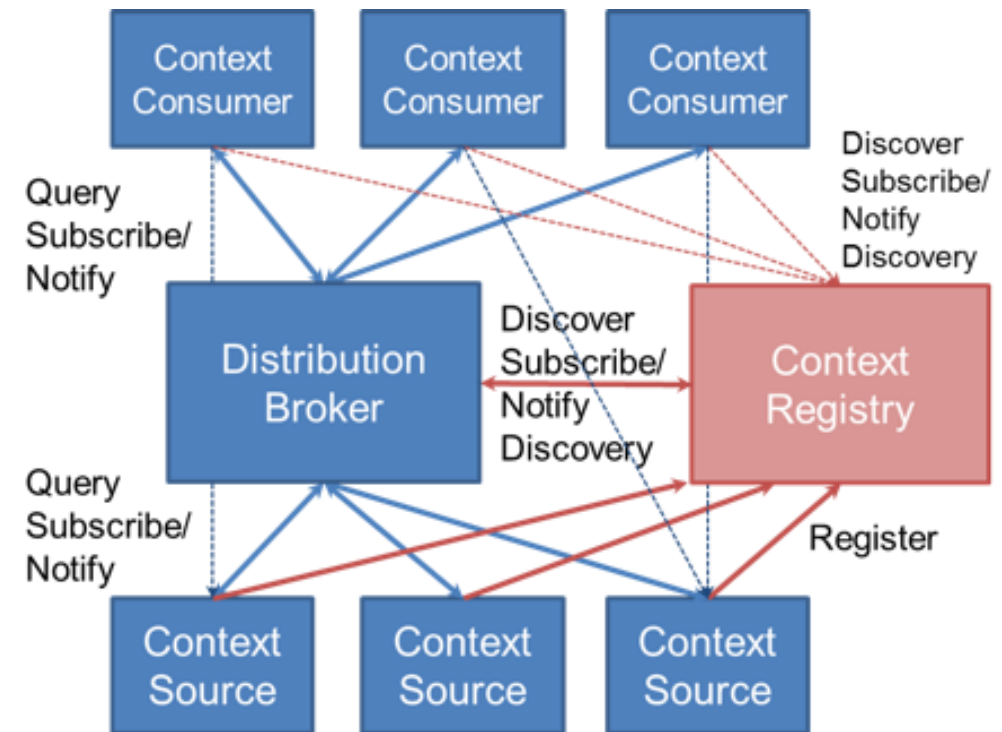 Context
Consumer
Context
Consumer
Context
Consumer
Discover
Subscribe/
Notify
Discovery
Query
Subscribe/
Notify
Distribution
Broker
Discover
Subscribe/
Notify
Discovery
Context
Registry
Query
Subscribe/
Notify
Register
Context
Source
Context
Source
Context
Source